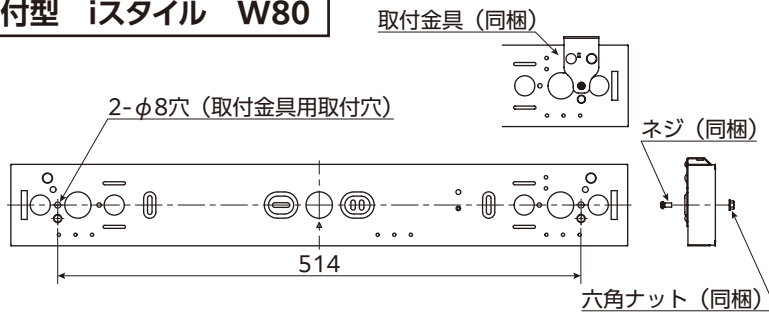 付型 iスタイル W80
取付金具（同梱）
2-φ8穴（取付金具用取付穴）
ネジ（同梱）
514
六角ナット（同梱）